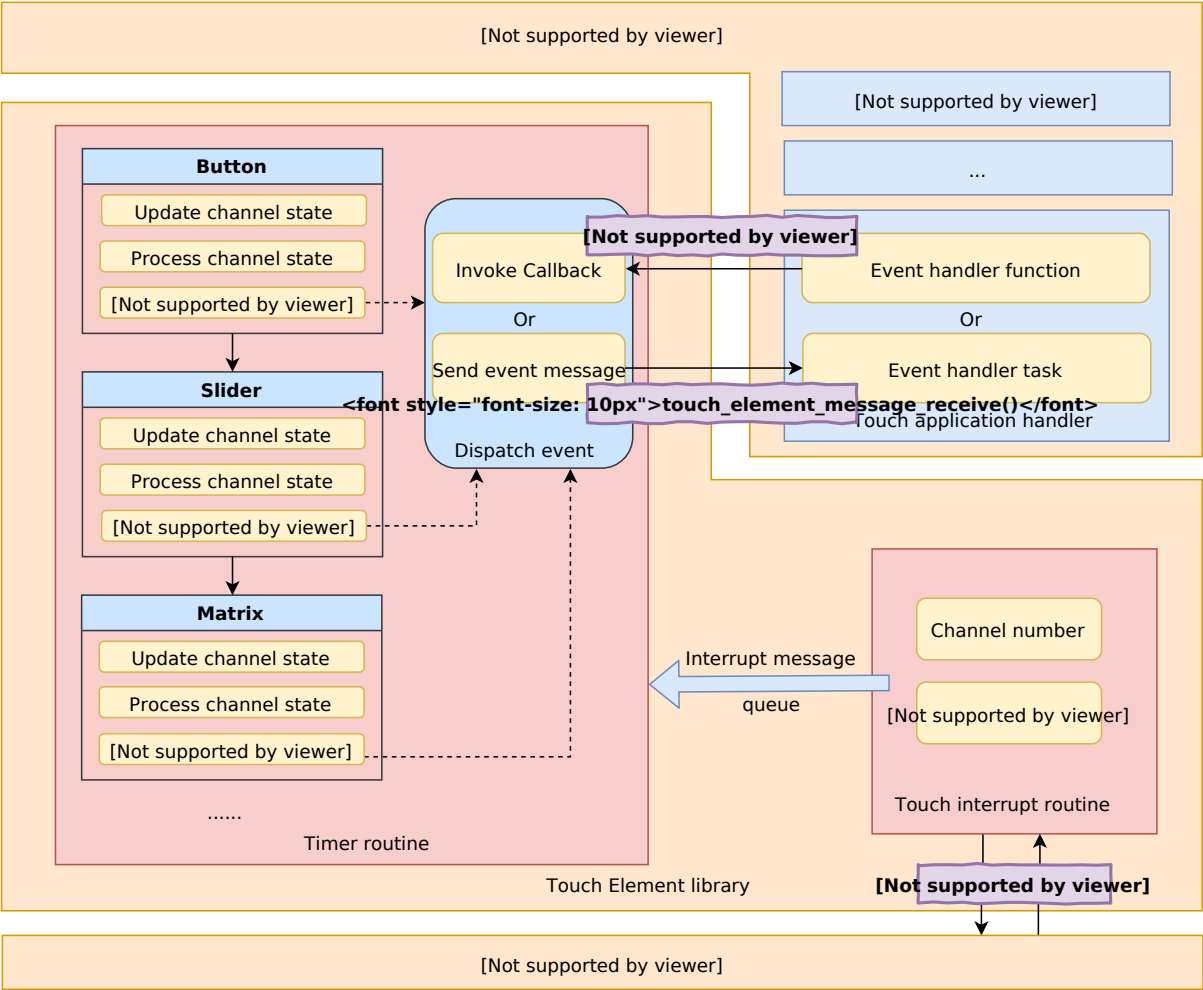 [Not supported by viewer]
[Not supported by viewer]
...
Button
Update channel state
Process channel state
[Not supported by viewer]
[Not supported by viewer]
Invoke Callback
Event handler function
Or
Or
Send event message
Event handler task
<font style="font-size: 10px">touch_element_message_receive()</font>
Touch application handler
Dispatch event
Slider
Update channel state
Process channel state
[Not supported by viewer]
Matrix
Update channel state
Process channel state
[Not supported by viewer]
......
Timer routine
Interrupt message
queue
Channel number
[Not supported by viewer]
Touch interrupt routine
Touch Element library
[Not supported by viewer]
[Not supported by viewer]